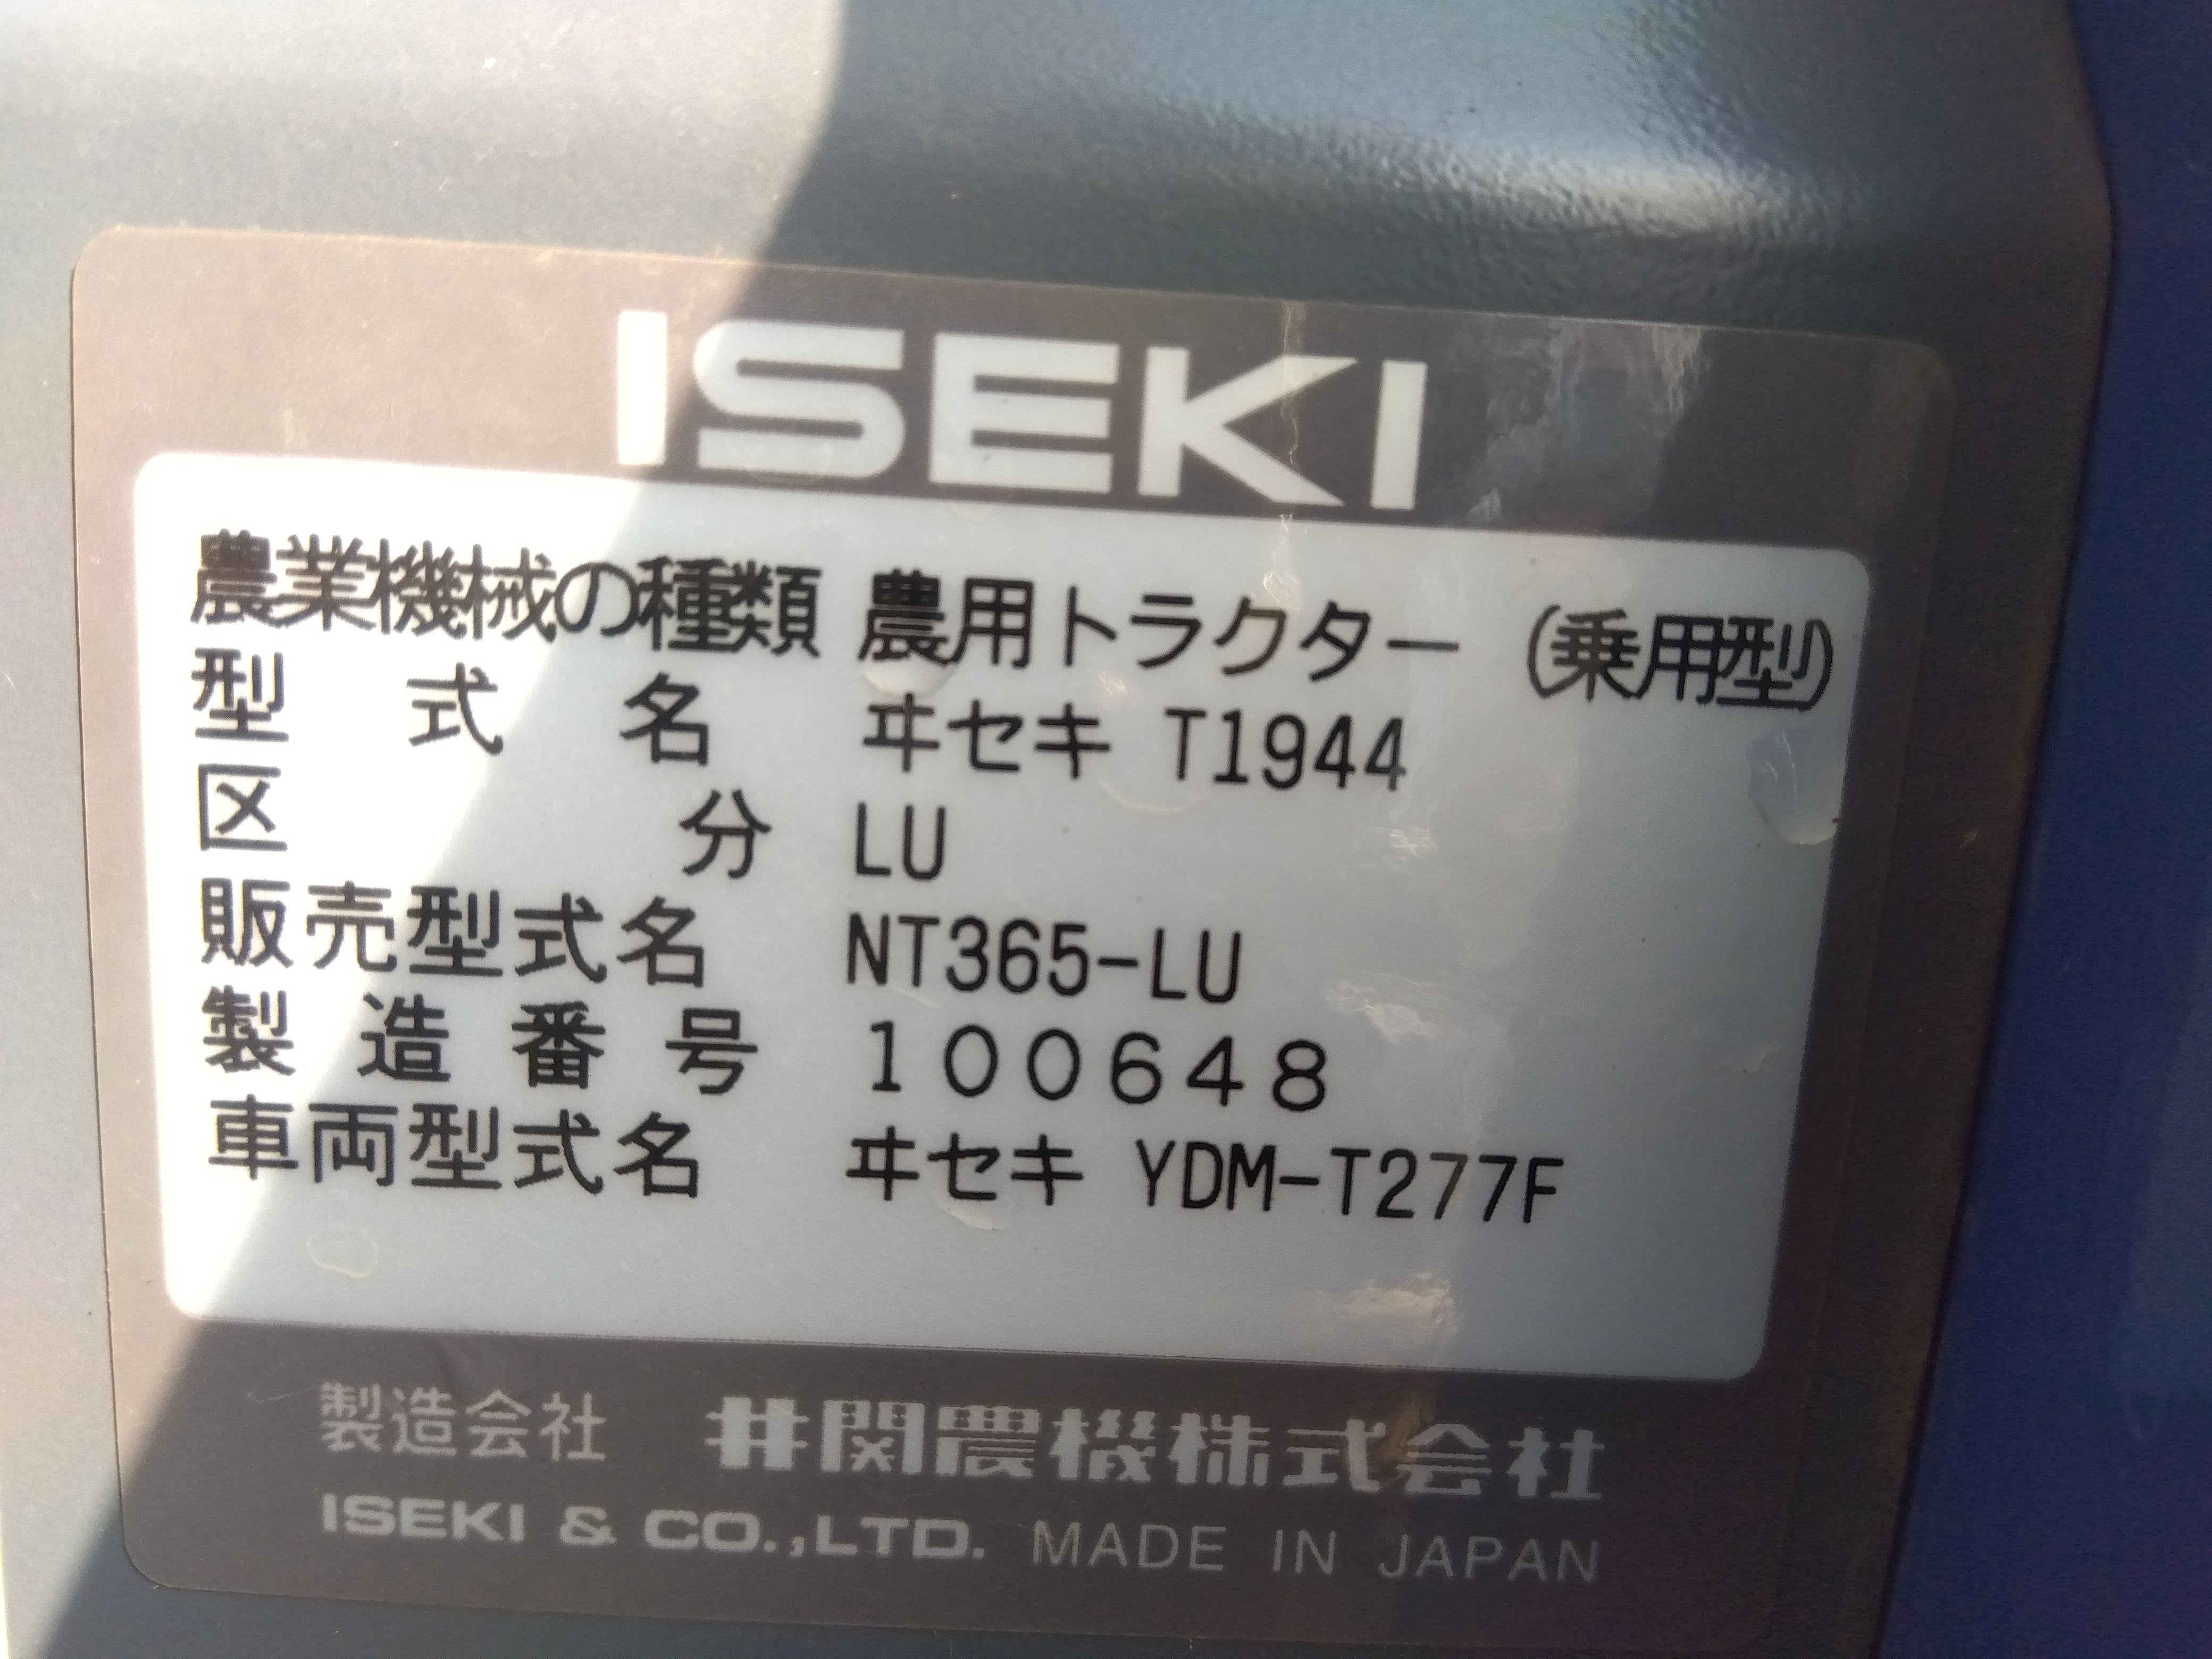 ISEKI
農業機械の種類 農用トラクター (乗用型)
型式名 ヰセキ T1944
区分 LU
販売型式名 NT365-LU
製造番号 100648
車両型式名 ヰセキ YDM-T277F
製造会社 井関農機株式会社
ISEKI & CO.,LTD. MADE IN JAPAN